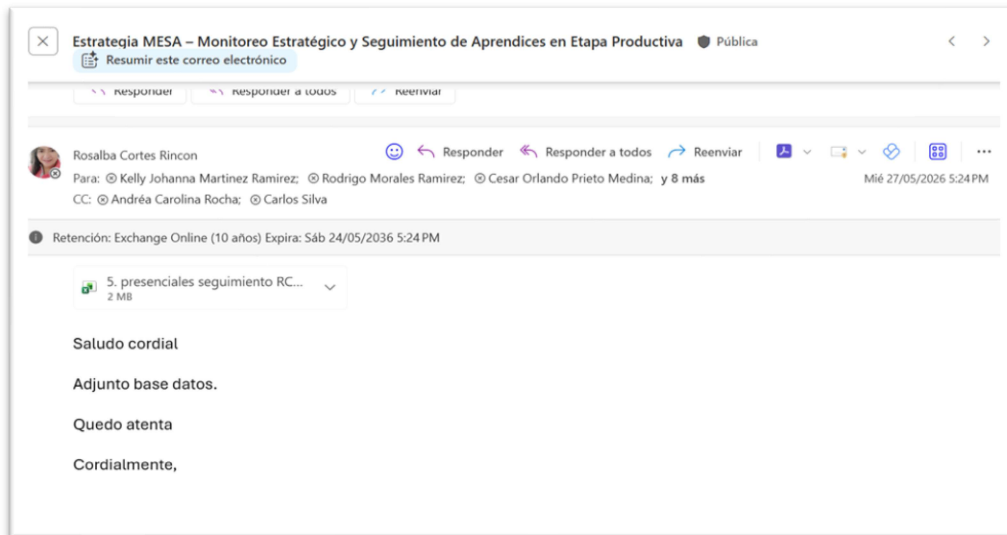 Estrategia MESA – Monitoreo Estratégico y Seguimiento de Aprendices en Etapa Productiva Pública
Resumir este correo electrónico
Responder Responder a todos Reenviar
Rosalba Cortes Rincon Responder Responder a todos Reenviar
Para: Kelly Johanna Martinez Ramirez; Rodrigo Morales Ramirez; Cesar Orlando Prieto Medina; y 8 más Mié 27/05/2026 5:24 PM
CC: Andréa Carolina Rocha; Carlos Silva
Retención: Exchange Online (10 años) Expira: Sáb 24/05/2036 5:24 PM
5. presenciales seguimiento RC...
2 MB
Saludo cordial
Adjunto base datos.
Quedo atenta
Cordialmente,